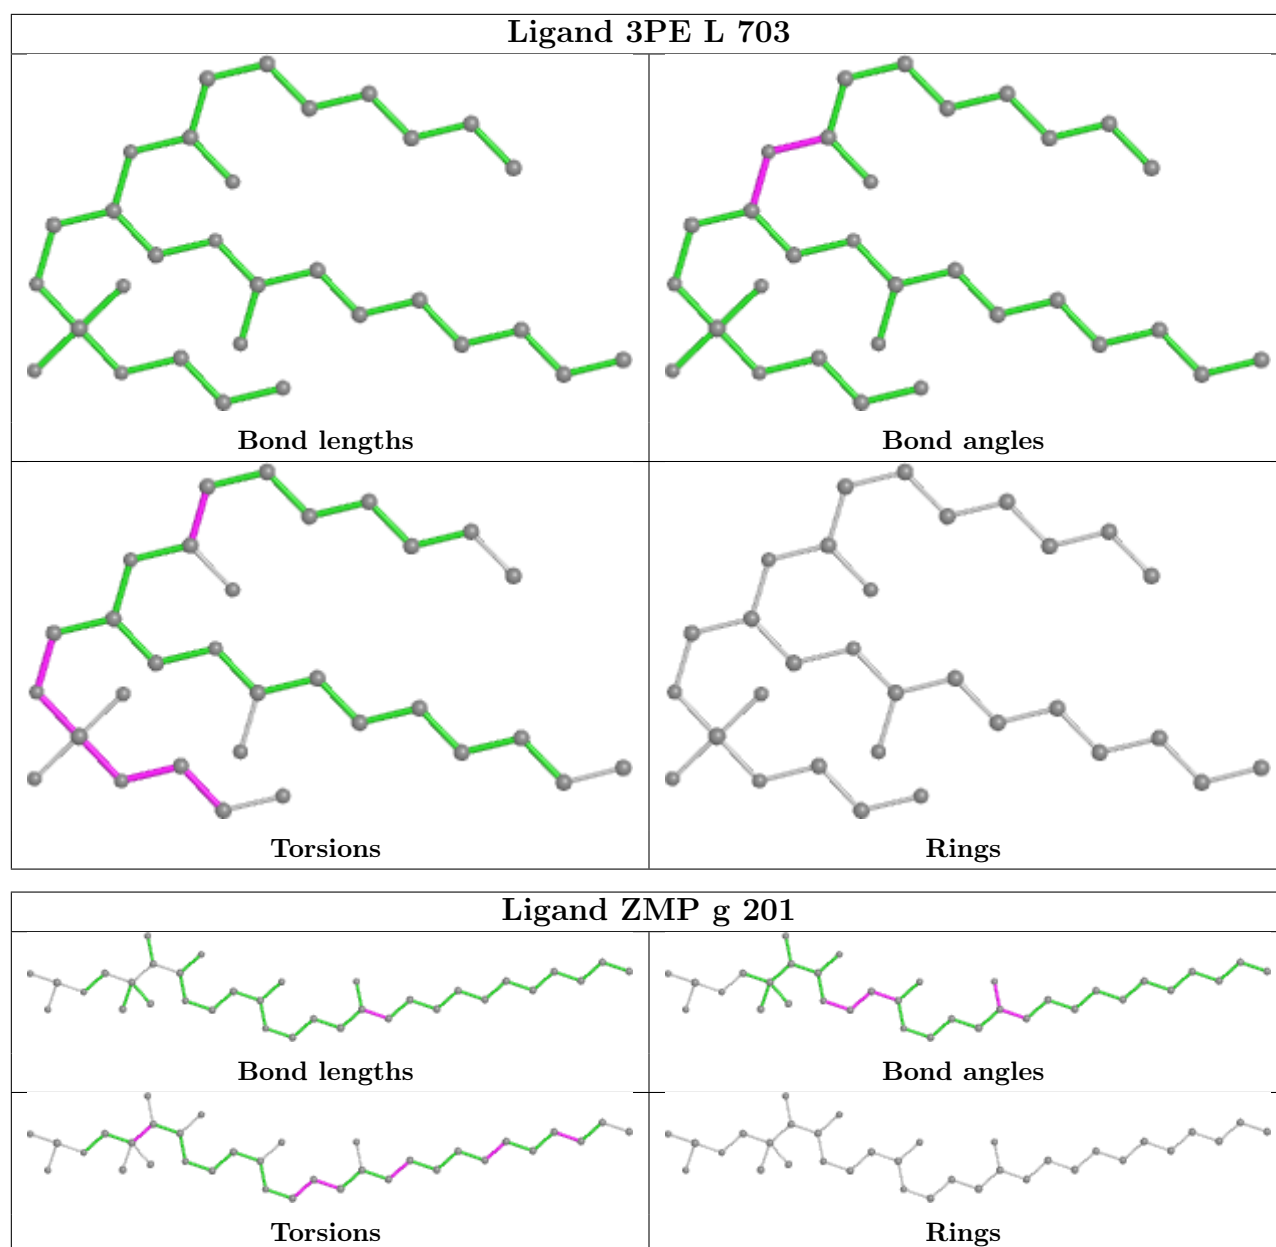 Ligand 3PE L 703
Bond lengths
Bond angles
Torsions
Rings
Ligand ZMP g 201
Bond lengths
Bond angles
Torsions
Rings